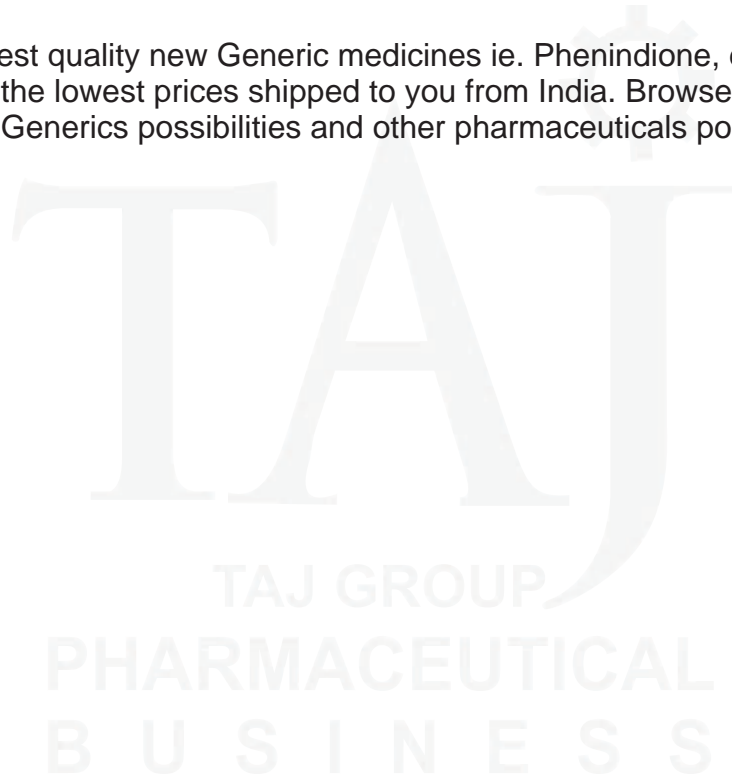 est quality new Generic medicines ie. Phenindione,
the lowest prices shipped to you from India. Browse
Generics possibilities and other pharmaceuticals po
TAJ
TAJ GROUP
PHARMACEUTICAL
BUSINESS